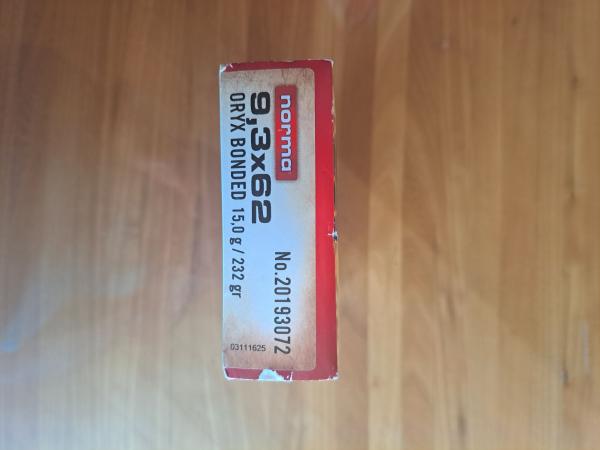 norma
9,3x62
ORYX BONDED 15,0 g / 232 gr
No.20193072
03111625